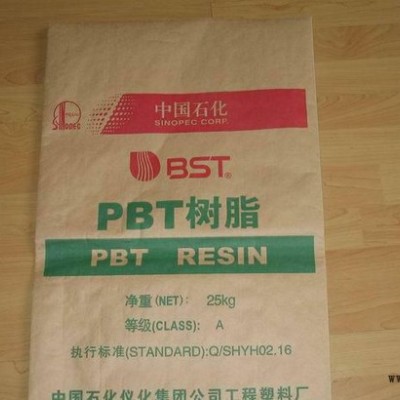 中国石化
SINOPEC CORP.
SINOPEC
BST
PBT树脂
PBT RESIN
净重(NET): 25kg
等级(CLASS): A
执行标准(STANDARD):Q/SHYH02.16
中国石化仪化集团公司工程塑料厂